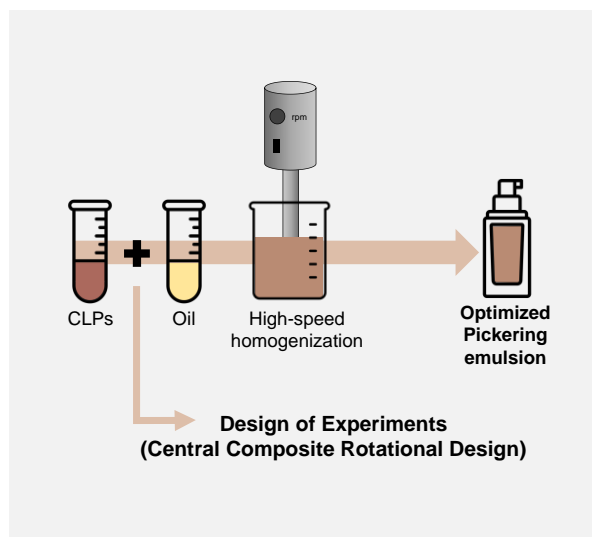 rpm
CLPs
Oil
High-speed
homogenization
Optimized
Pickering
emulsion
Design of Experiments
(Central Composite Rotational Design)